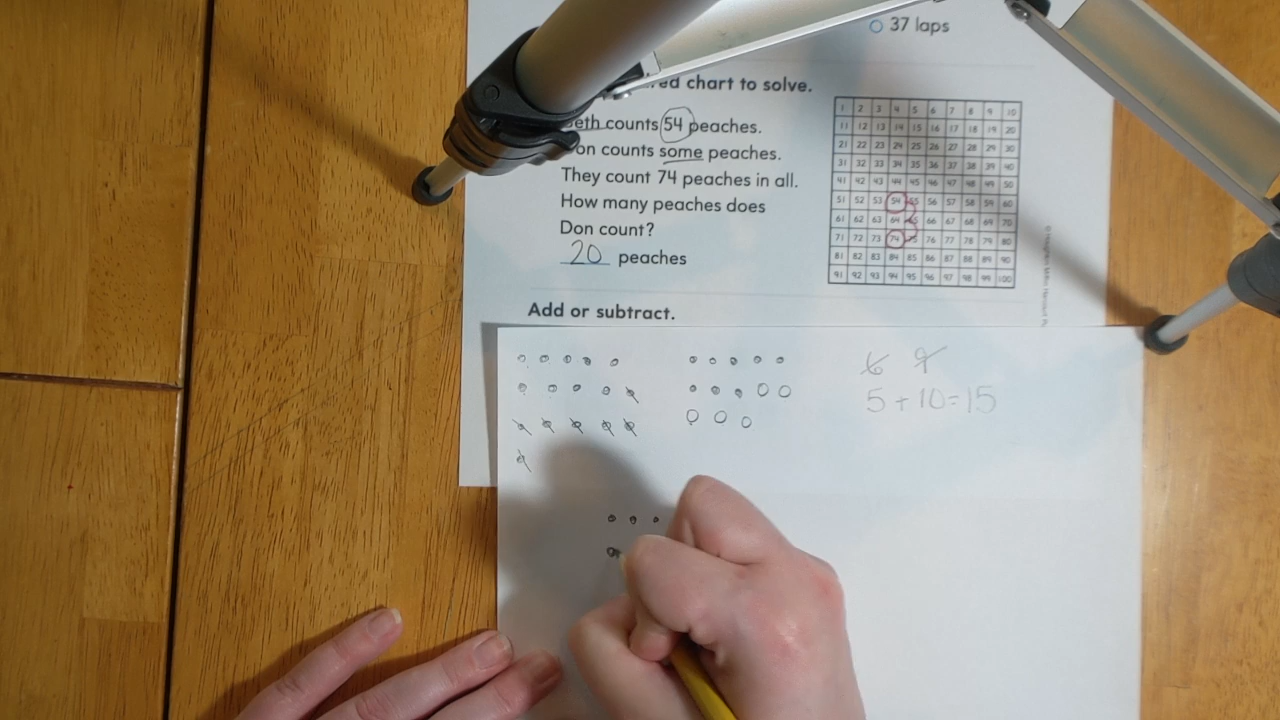 37 laps
ed chart to solve.
eth counts 54 peaches.
on counts some peaches.
They count 74 peaches in all.
How many peaches does
Don count?
20 peaches
1 2 3 4 5 6 7 8 9 10
11 12 13 14 15 16 17 18 19 20
21 22 23 24 25 26 27 28 29 30
31 32 33 34 35 36 37 38 39 40
41 42 43 44 45 46 47 48 49 50
51 52 53 54 55 56 57 58 59 60
61 62 63 64 65 66 67 68 69 70
71 72 73 74 75 76 77 78 79 80
81 82 83 84 85 86 87 88 89 90
91 92 93 94 95 96 97 98 99 100
Add or subtract.
6 9
5+10=15